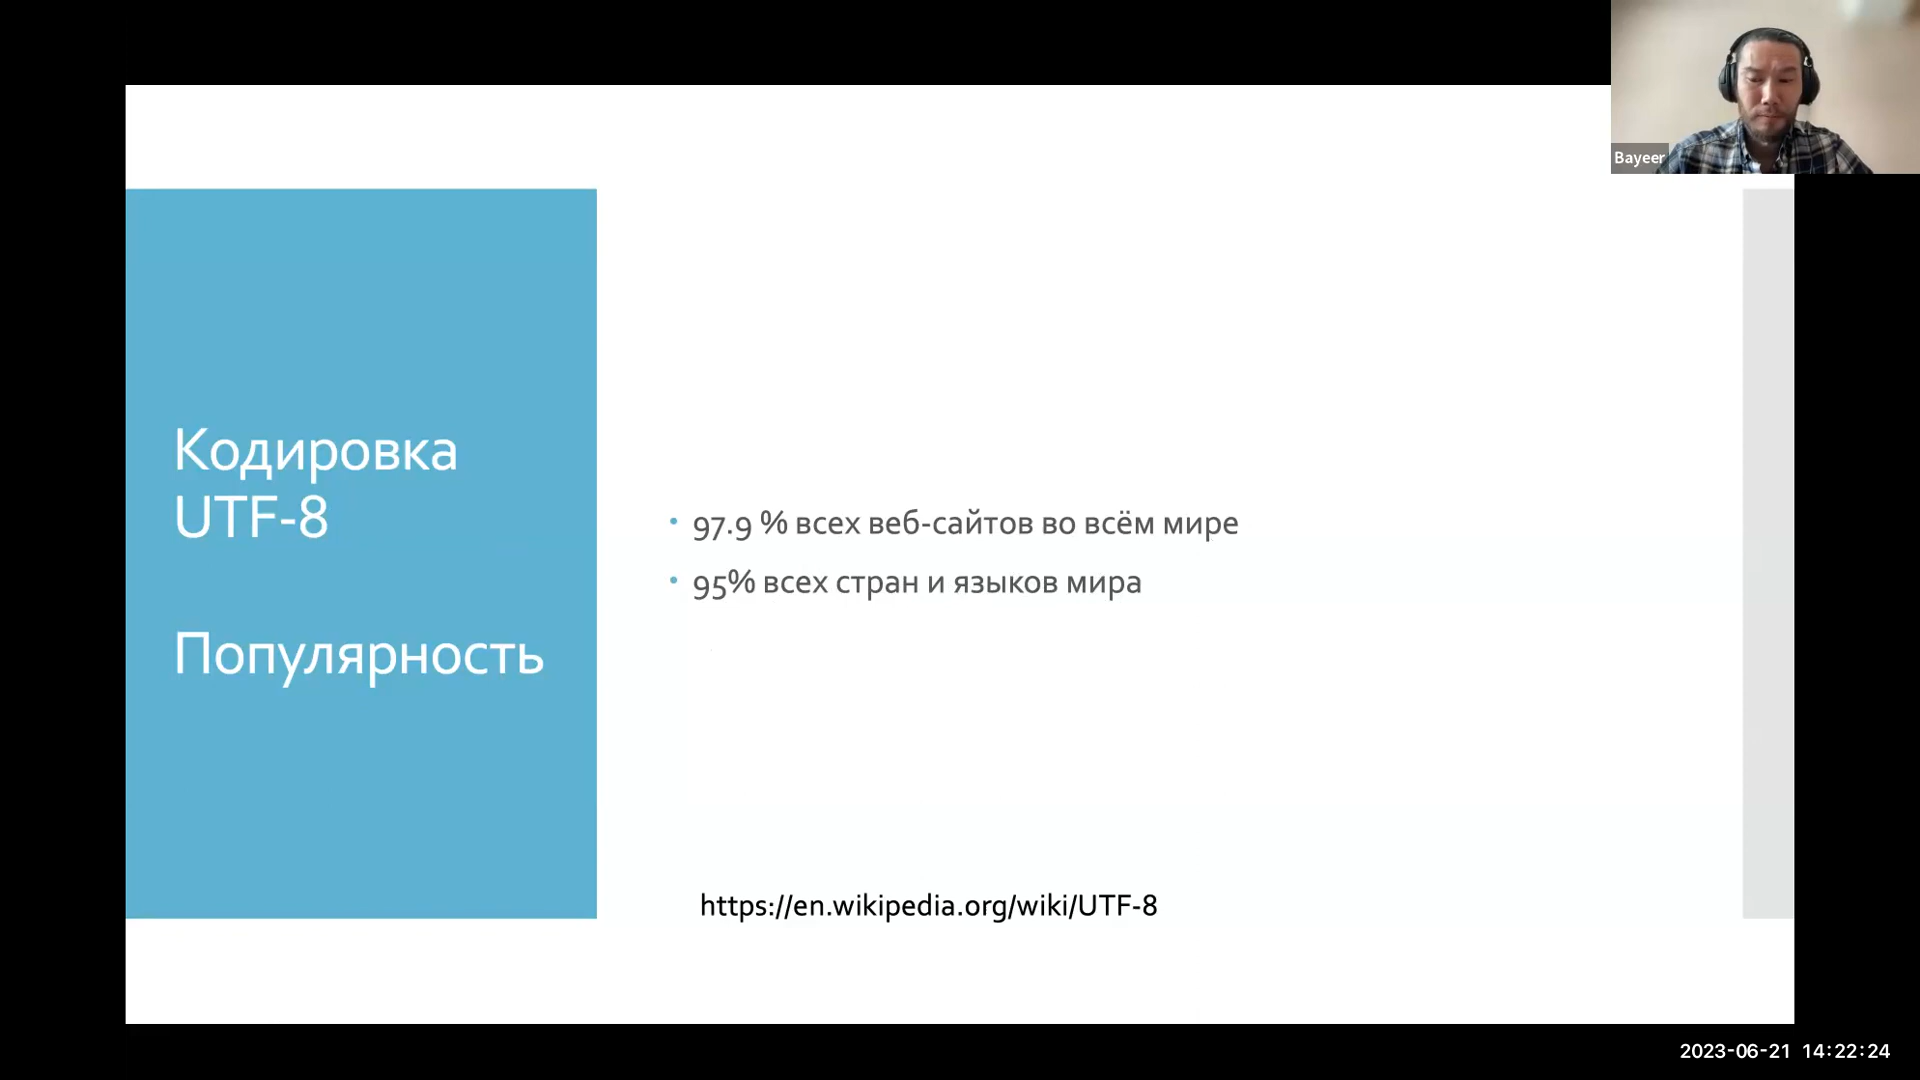 Bayeer
Кодировка
UTF-8
Популярность
• 97.9 % всех веб-сайтов во всём мире
• 95% всех стран и языков мира
https://en.wikipedia.org/wiki/UTF-8
2023-06-21 14:22:24